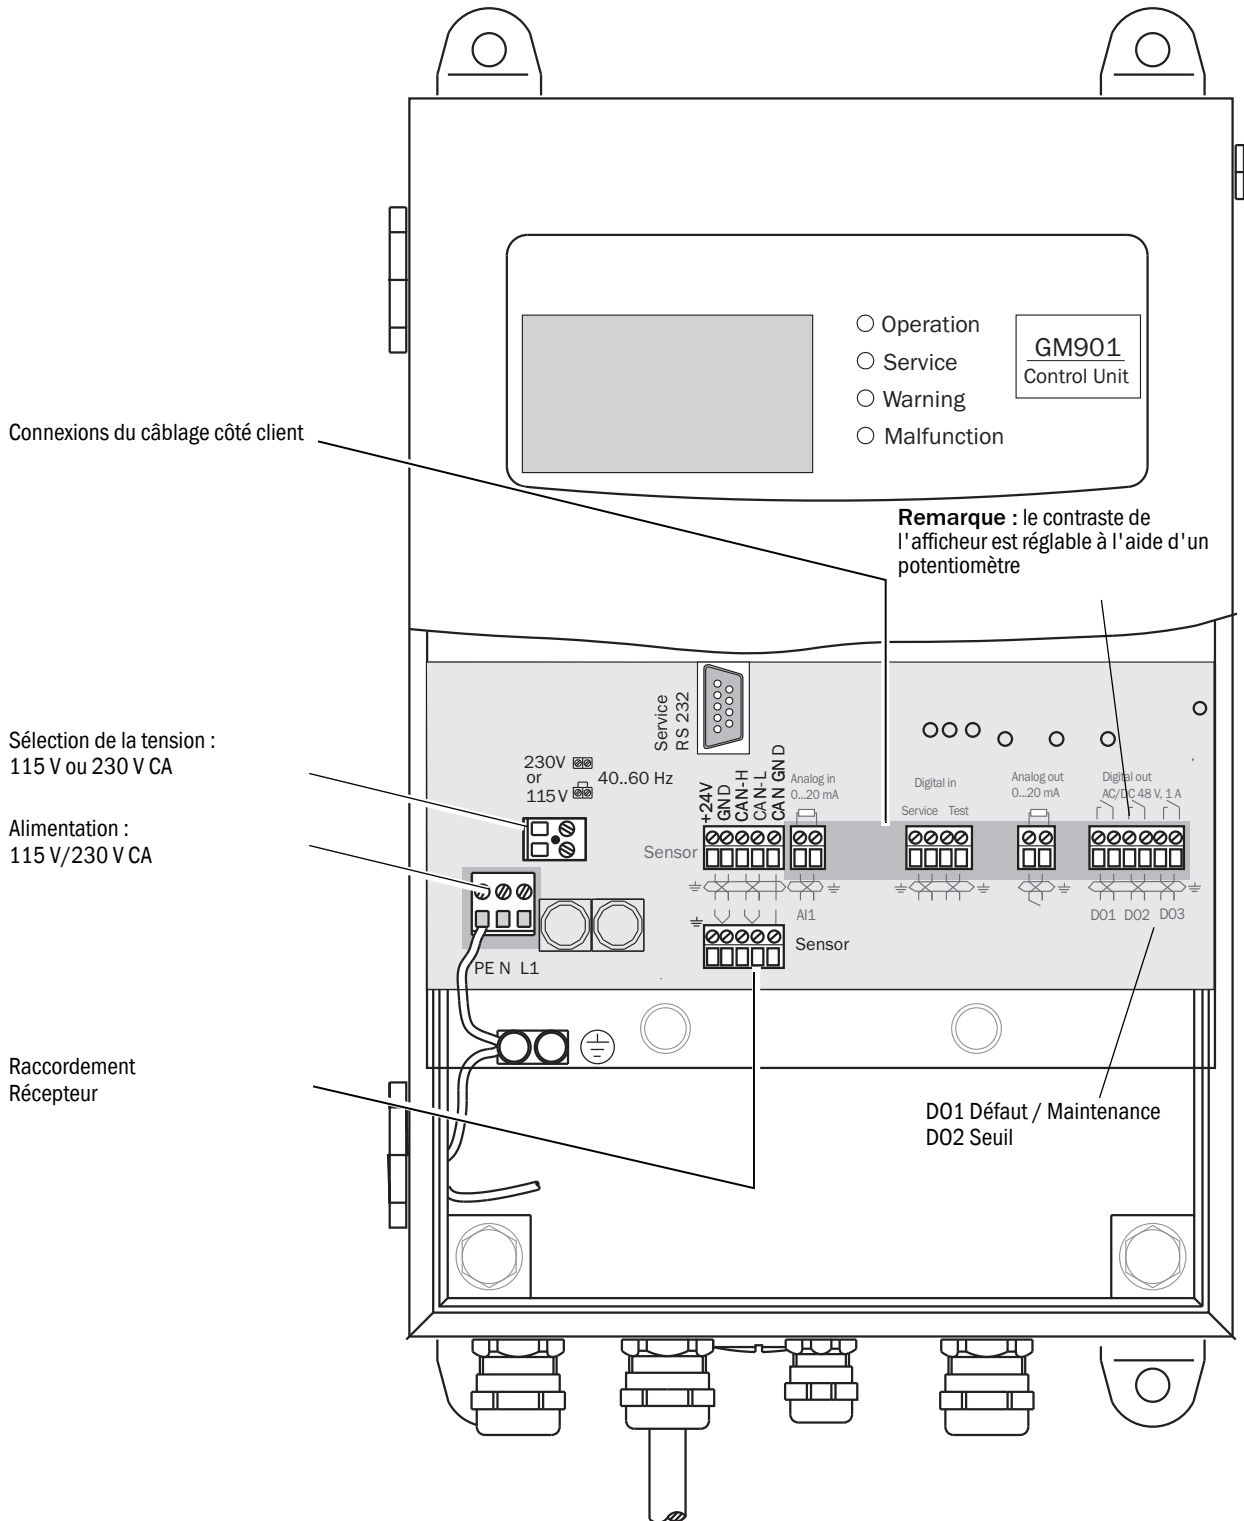 Operation
Service
Warning
Malfunction
GM901
Control Unit
Connexions du câblage côté client
Remarque : le contraste de
l'afficheur est réglable à l'aide d'un
potentiomètre
Service
RS 232
Sélection de la tension :
115 V ou 230 V CA
230V
or
115V
40..60 Hz
+24V
GND
CAN-H
CAN-L
CAN GND
Analog in
0...20 mA
Digital in
Service Test
Analog out
0...20 mA
Digital out
AC/DC 48 V, 1 A
Alimentation :
115 V/230 V CA
Sensor
AI1
DO1 DO2 DO3
Sensor
PE N L1
Raccordement
Récepteur
DO1 Défaut / Maintenance
DO2 Seuil